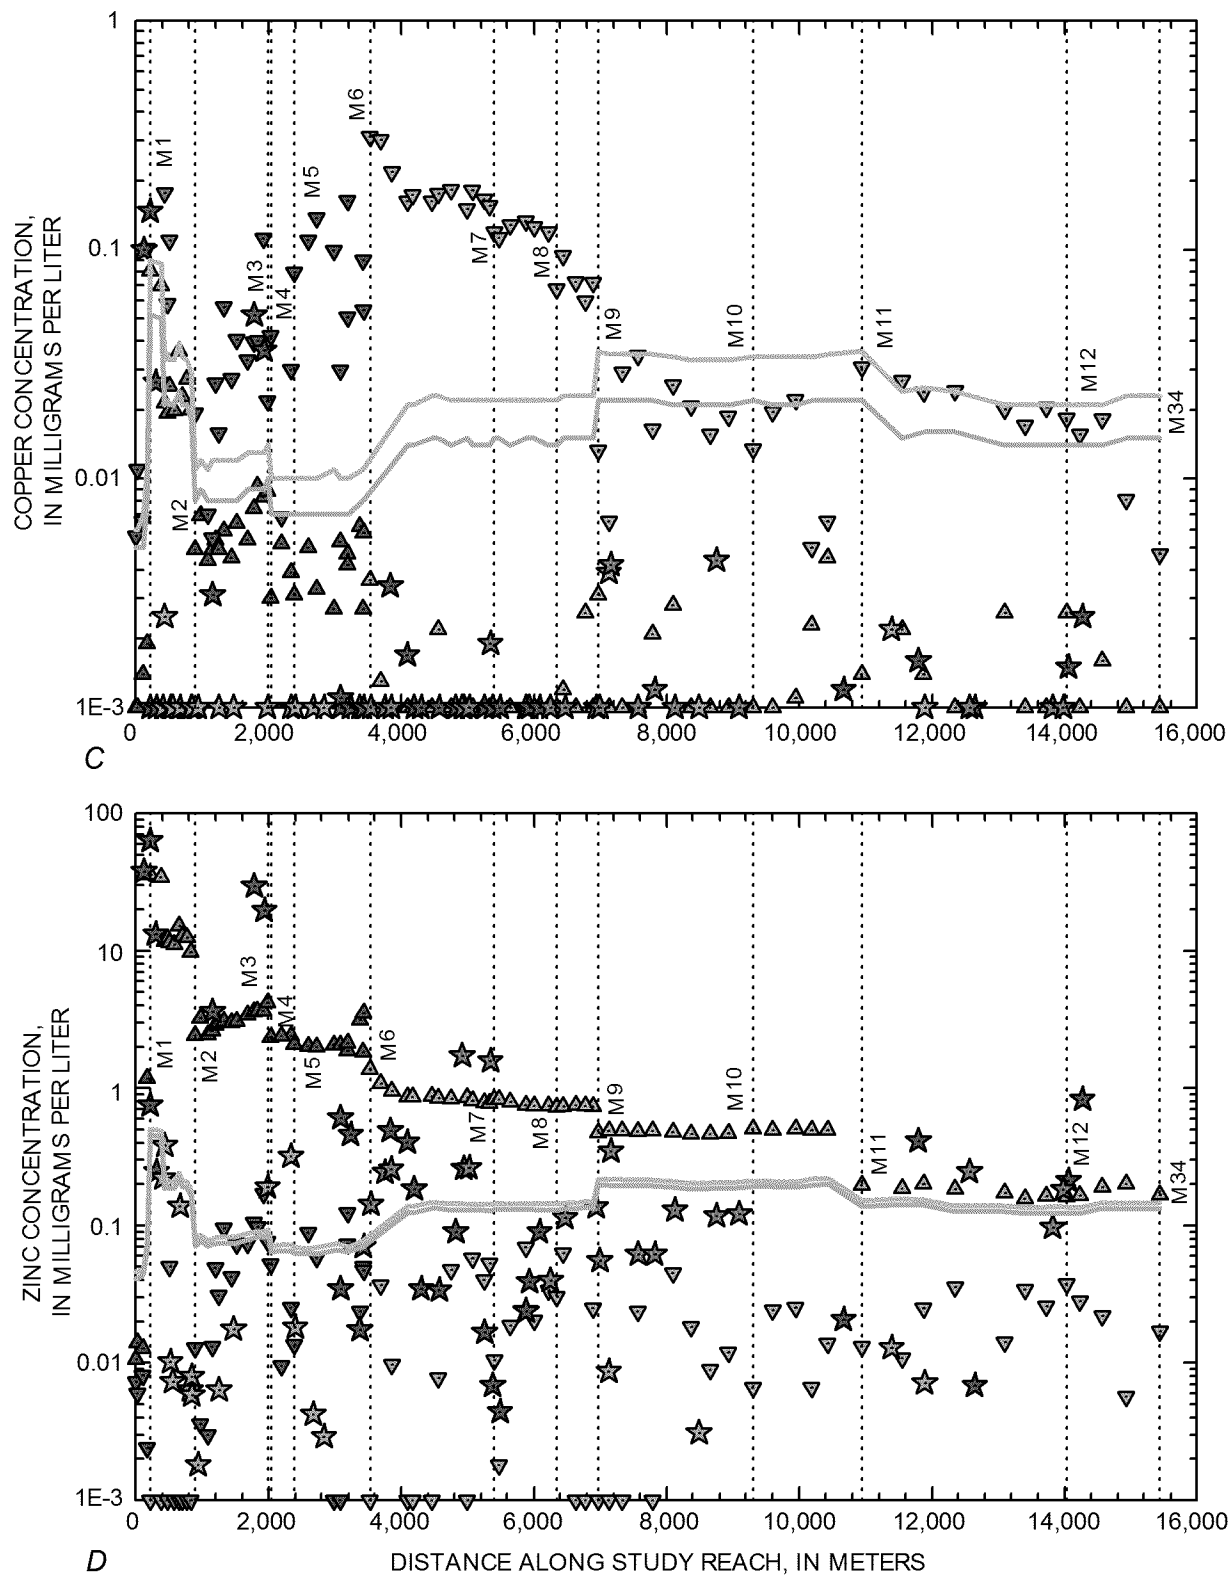 1
M6
M1
M5
0.1
M7
M8
M3
M4
M9
M10
M11
M12
M34
0.01
M2
1E-3
COPPER CONCENTRATION,
IN MILLIGRAMS PER LITER
0 2,000 4,000 6,000 8,000 10,000 12,000 14,000 16,000
C
100
10
M3
M4
M1
M2
M5
M6
1
M7
M8
M9
M10
M11
M12
M34
0.1
0.01
1E-3
ZINC CONCENTRATION,
IN MILLIGRAMS PER LITER
0 2,000 4,000 6,000 8,000 10,000 12,000 14,000 16,000
D DISTANCE ALONG STUDY REACH, IN METERS